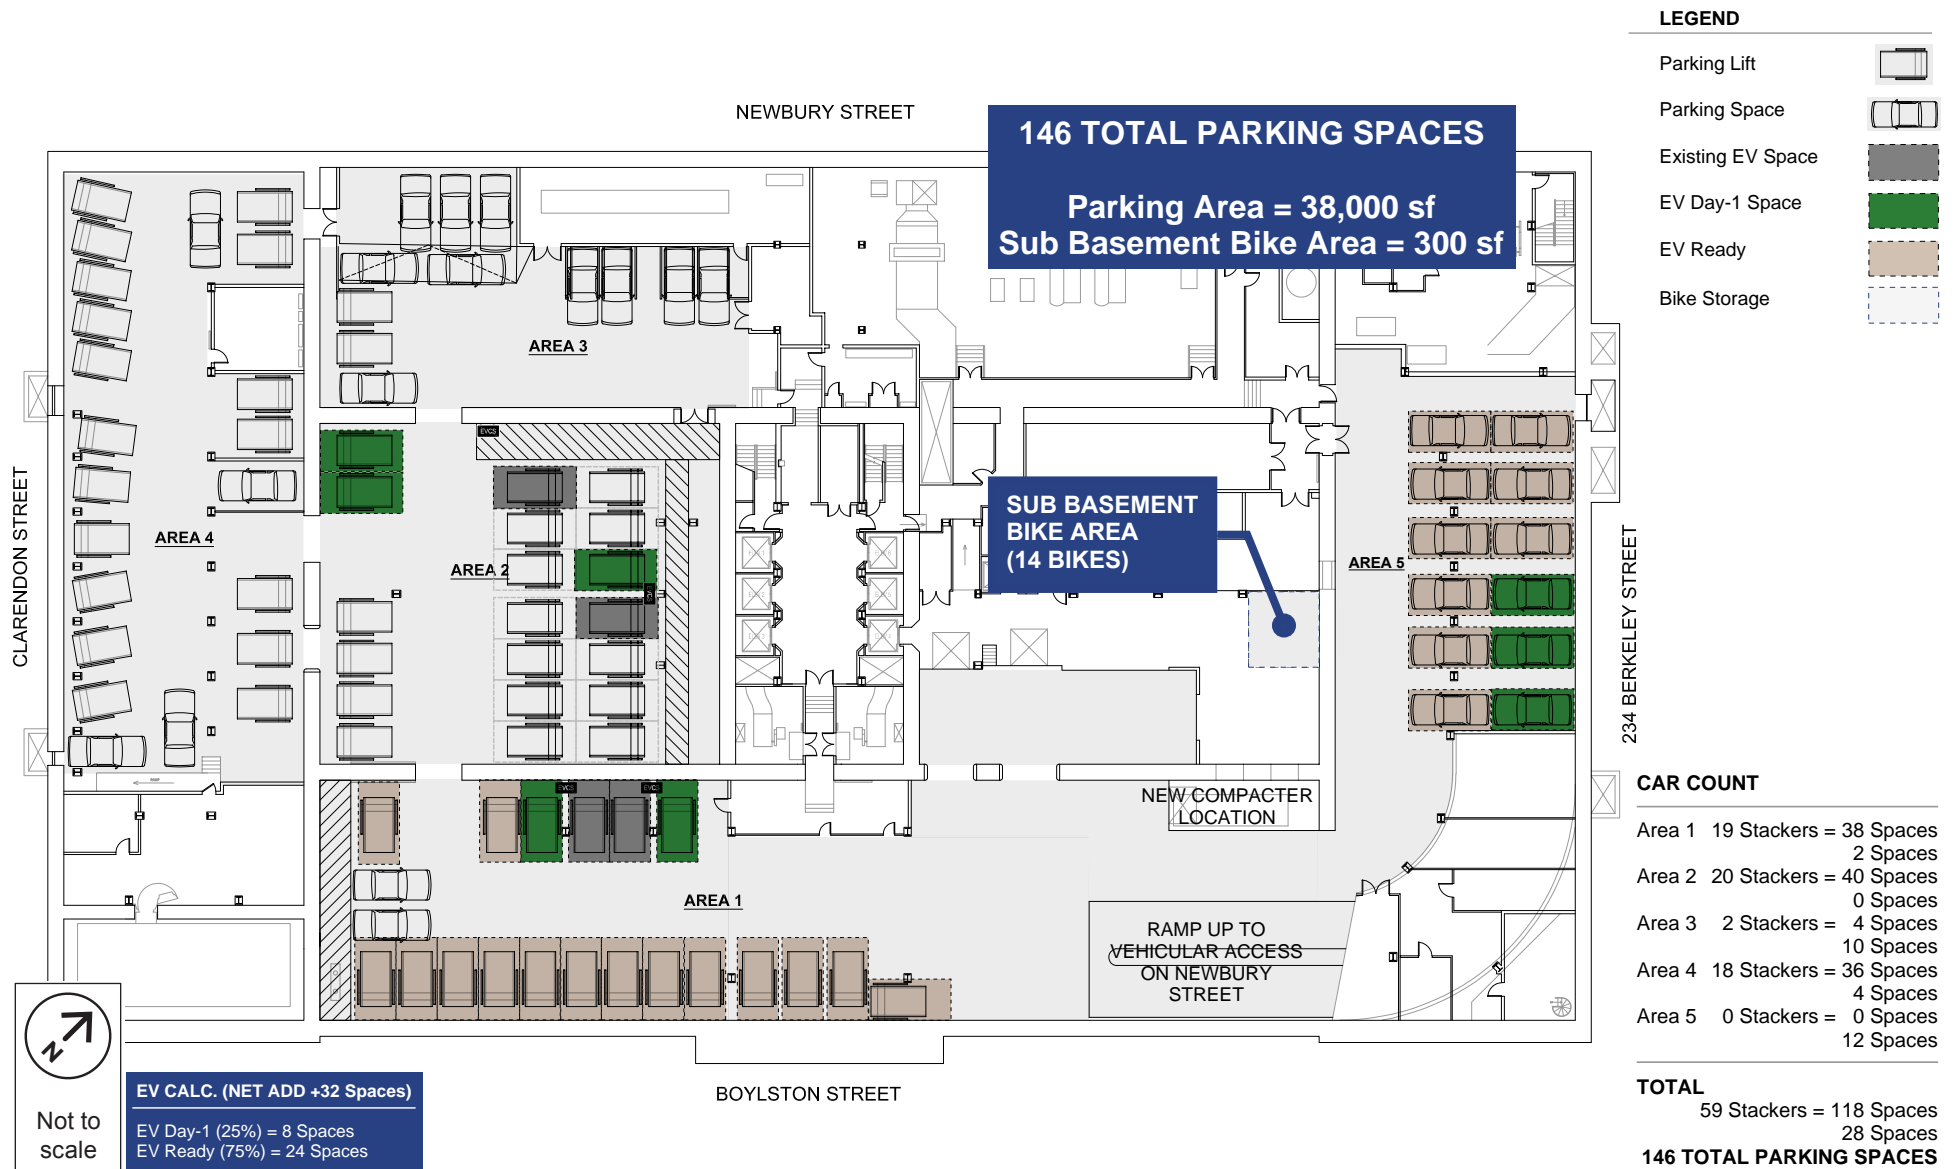 LEGEND
Parking Lift
Parking Space
Existing EV Space
EV Day-1 Space
EV Ready
Bike Storage
NEWBURY STREET
146 TOTAL PARKING SPACES
Parking Area = 38,000 sf
Sub Basement Bike Area = 300 sf
AREA 3
EVCS
CLARENDON STREET
AREA 4
AREA 2
EVCS
SUB BASEMENT
BIKE AREA
(14 BIKES)
AREA 5
234 BERKELEY STREET
EVCS
EVCS
NEW COMPACTER
LOCATION
AREA 1
RAMP UP TO
VEHICULAR ACCESS
ON NEWBURY
STREET
CAR COUNT
Area 1 19 Stackers = 38 Spaces
2 Spaces
Area 2 20 Stackers = 40 Spaces
0 Spaces
Area 3 2 Stackers = 4 Spaces
10 Spaces
Area 4 18 Stackers = 36 Spaces
4 Spaces
Area 5 0 Stackers = 0 Spaces
12 Spaces
TOTAL
59 Stackers = 118 Spaces
28 Spaces
146 TOTAL PARKING SPACES
N
Not to
scale
EV CALC. (NET ADD +32 Spaces)
EV Day-1 (25%) = 8 Spaces
EV Ready (75%) = 24 Spaces
BOYLSTON STREET